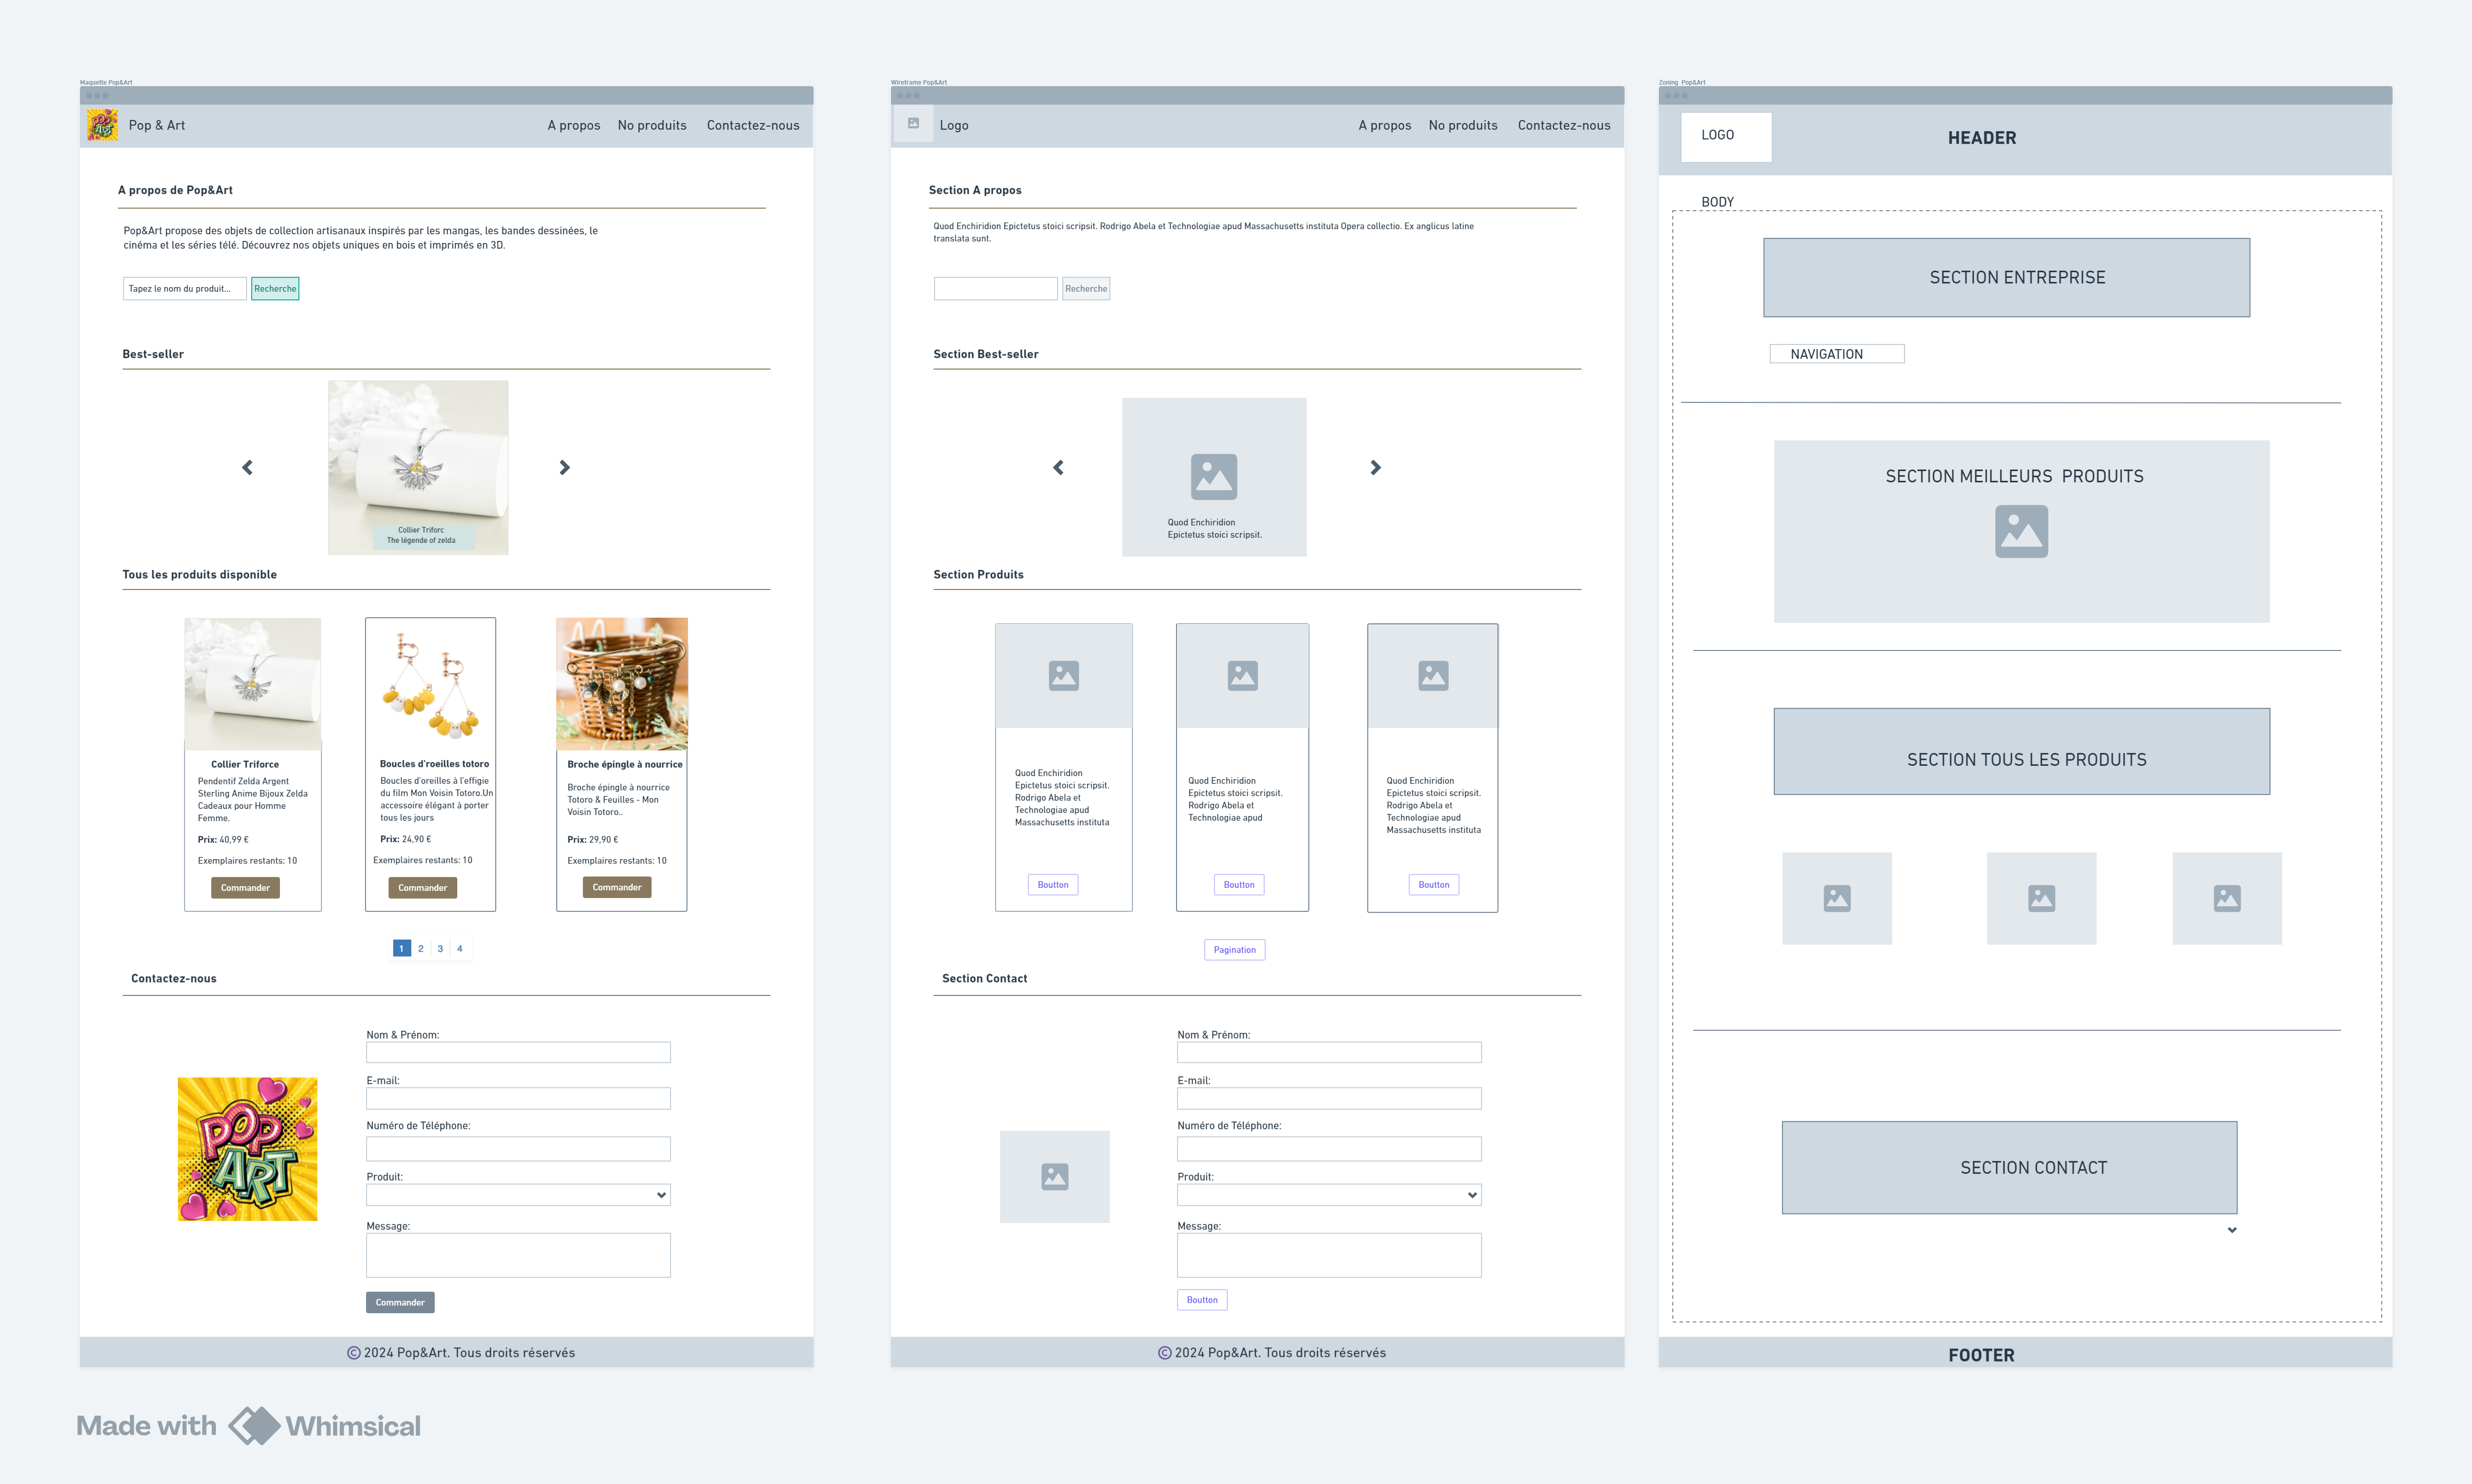 Maquette Pop&Art
POP
ART
Pop & Art
A propos
No produits
Contactez-nous
A propos de Pop&Art
Pop&Art propose des objets de collection artisanaux inspirés par les mangas, les bandes dessinées, le
cinéma et les séries télé. Découvrez nos objets uniques en bois et imprimés en 3D.
Tapez le nom du produit...
Recherche
Best-seller
Collier Triforc
The légende of zelda
Tous les produits disponible
Collier Triforce
Pendentif Zelda Argent
Sterling Anime Bijoux Zelda
Cadeaux pour Homme
Femme.
Prix: 40,99 €
Exemplaires restants: 10
Commander
Boucles d'roeilles totoro
Boucles d'oreilles à l'effigie
du film Mon Voisin Totoro.Un
accessoire élégant à porter
tous les jours
Prix: 24,90 €
Exemplaires restants: 10
Commander
Broche épingle à nourrice
Broche épingle à nourrice
Totoro & Feuilles - Mon
Voisin Totoro..
Prix: 29,90 €
Exemplaires restants: 10
Commander
1 2 3 4
Contactez-nous
POP
ART
Nom & Prénom:
E-mail:
Numéro de Téléphone:
Produit:
Message:
Commander
© 2024 Pop&Art. Tous droits réservés
Wireframe Pop&Art
Logo
A propos
No produits
Contactez-nous
Section A propos
Quod Enchiridion Epictetus stoici scripsit. Rodrigo Abela et Technologiae apud Massachusetts instituta Opera collectio. Ex anglicus latine
translata sunt.
Recherche
Section Best-seller
Quod Enchiridion
Epictetus stoici scripsit.
Section Produits
Quod Enchiridion
Epictetus stoici scripsit.
Rodrigo Abela et
Technologiae apud
Massachusetts instituta
Boutton
Quod Enchiridion
Epictetus stoici scripsit.
Rodrigo Abela et
Technologiae apud
Boutton
Quod Enchiridion
Epictetus stoici scripsit.
Rodrigo Abela et
Technologiae apud
Massachusetts instituta
Boutton
Pagination
Section Contact
Nom & Prénom:
E-mail:
Numéro de Téléphone:
Produit:
Message:
Boutton
© 2024 Pop&Art. Tous droits réservés
Zoning Pop&Art
LOGO
HEADER
BODY
SECTION ENTREPRISE
NAVIGATION
SECTION MEILLEURS PRODUITS
SECTION TOUS LES PRODUITS
SECTION CONTACT
FOOTER
Made with Whimsical